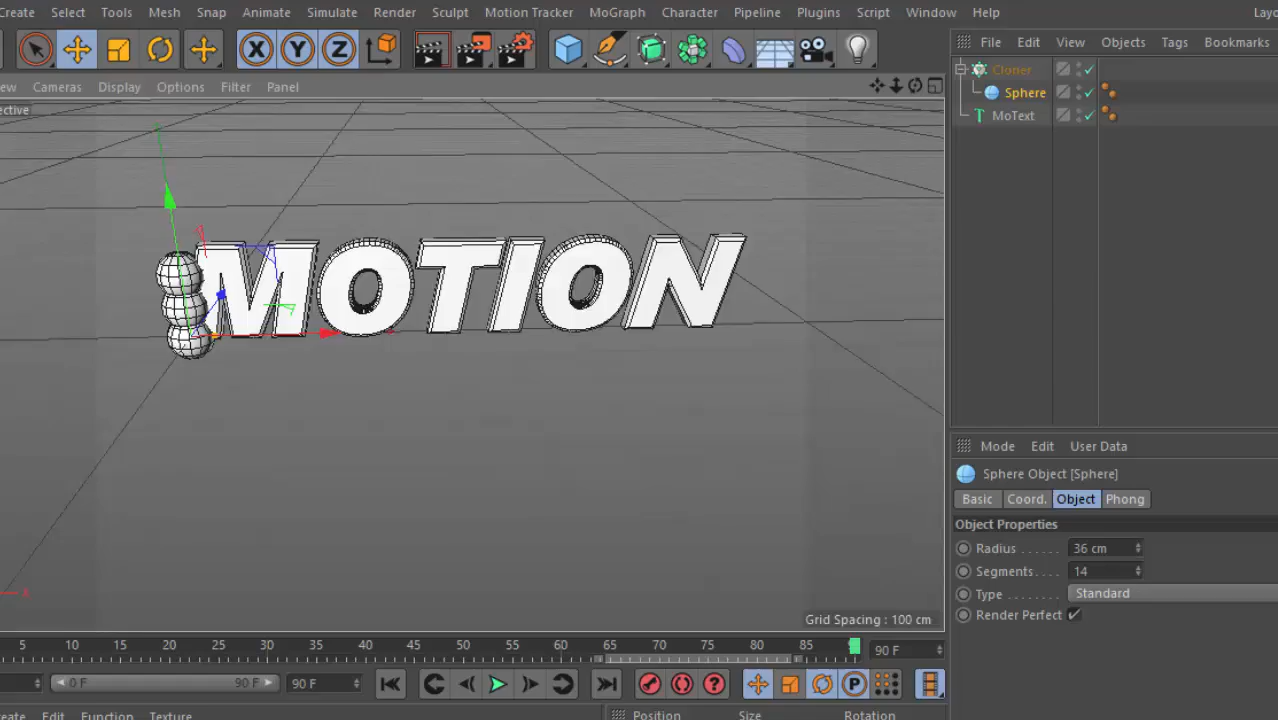 Create Select Tools Mesh Snap Animate Simulate Render Sculpt Motion Tracker MoGraph Character Pipeline Plugins Script Window Help Layo
X Y Z
File Edit View Objects Tags Bookmarks
ew Cameras Display Options Filter Panel
Cloner
ective
Sphere
MoText
MOTION
Mode Edit User Data
Sphere Object [Sphere]
Basic Coord. Object Phong
Object Properties
Radius . . . . . . 36 cm
Segments . . . . 14
Type . . . . . . . . Standard
X
Render Perfect
Grid Spacing : 100 cm
5 10 15 20 25 30 35 40 45 50 55 60 65 70 75 80 85 90 F
0 F 90 F 90 F ? P
reate Edit Function Texture Position Size Rotation